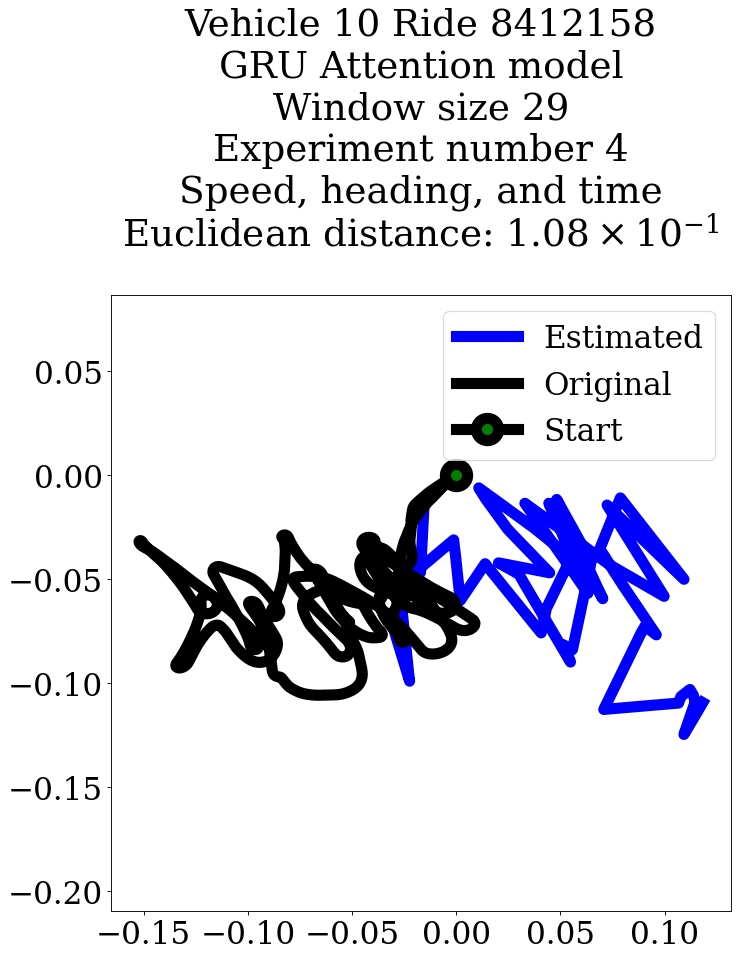 Vehicle 10 Ride 8412158
GRU Attention model
Window size 29
Experiment number 4
Speed, heading, and time
Euclidean distance: 1.08 × 10⁻¹
Estimated
Original
Start
0.05
0.00
−0.05
−0.10
−0.15
−0.20
−0.15 −0.10 −0.05 0.00 0.05 0.10